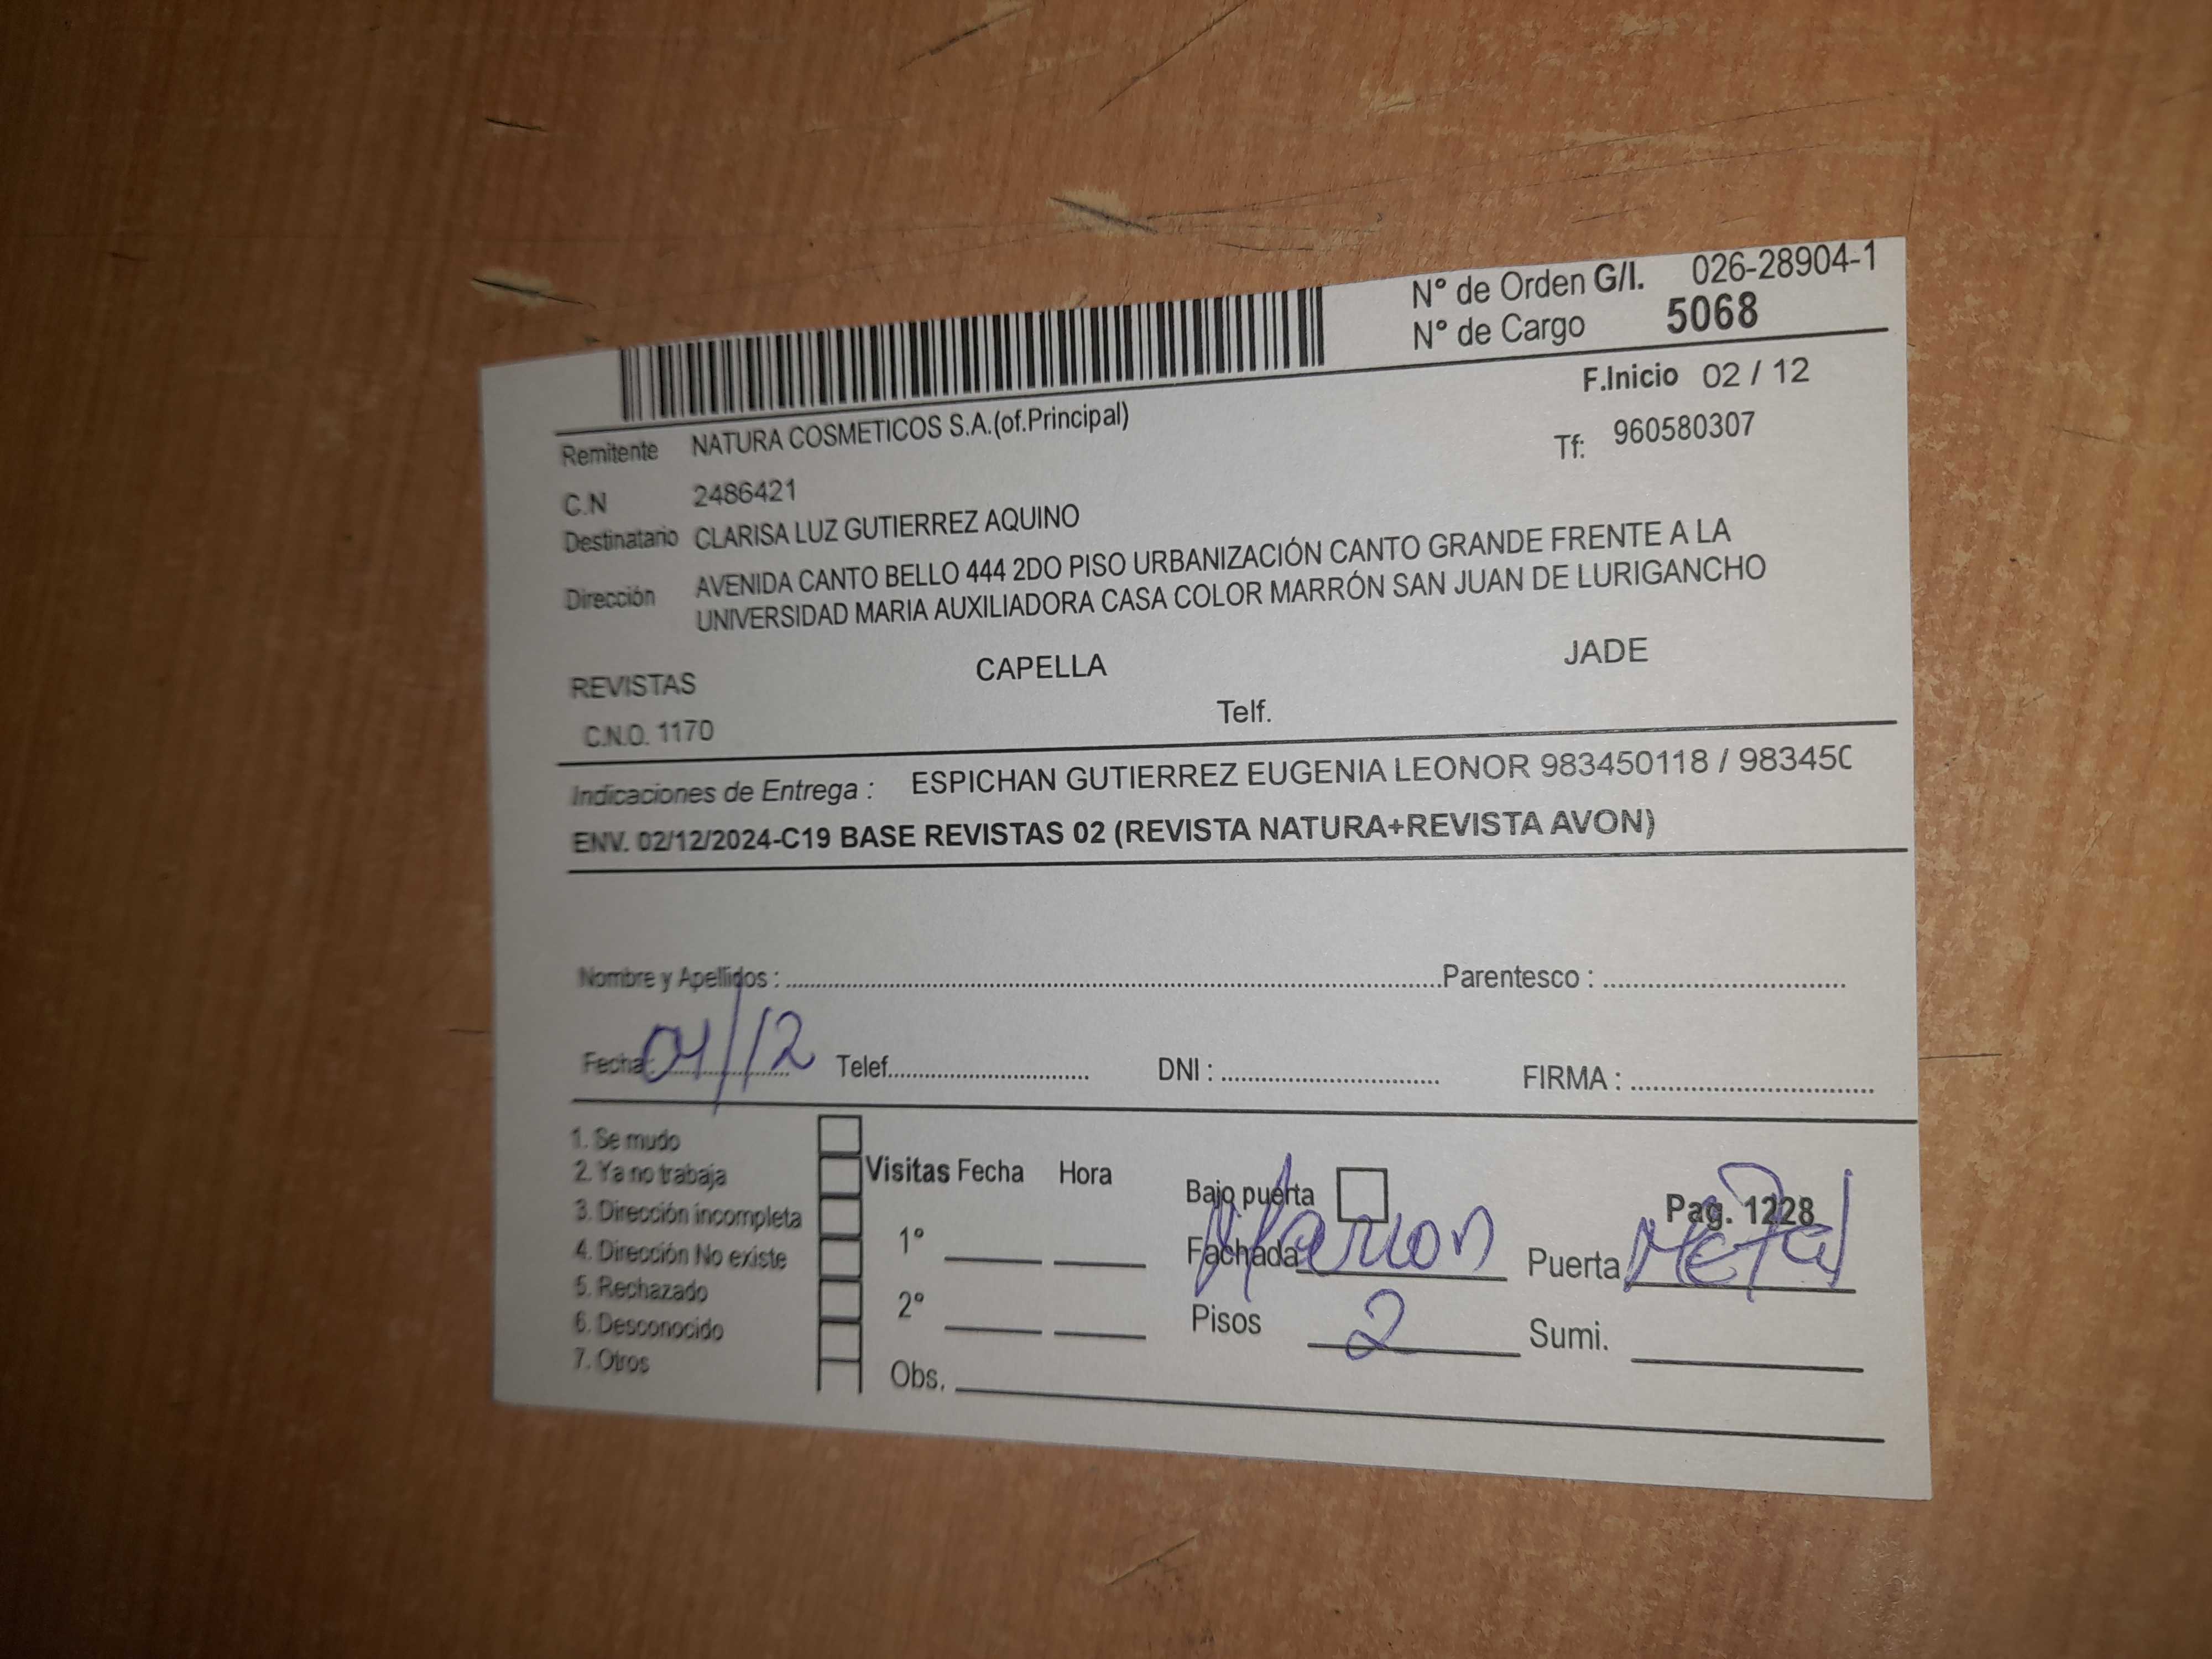 N° de Orden G/I. 026-28904-1
N° de Cargo 5068
F.Inicio 02 / 12
Remitente NATURA COSMETICOS S.A.(of.Principal)
Tf: 960580307
C.N 2486421
Destinatario CLARISA LUZ GUTIERREZ AQUINO
Dirección AVENIDA CANTO BELLO 444 2DO PISO URBANIZACIÓN CANTO GRANDE FRENTE A LA
UNIVERSIDAD MARIA AUXILIADORA CASA COLOR MARRÓN SAN JUAN DE LURIGANCHO
REVISTAS CAPELLA JADE
C.N.O. 1170 Telf.
Indicaciones de Entrega : ESPICHAN GUTIERREZ EUGENIA LEONOR 983450118 / 98345
ENV. 02/12/2024-C19 BASE REVISTAS 02 (REVISTA NATURA+REVISTA AVON)
Nombre y Apellidos : Parentesco :
Fecha: 04/12 Telef. DNI : FIRMA :
1. Se mudo
2. Ya no trabaja
3. Dirección incompleta
4. Dirección No existe
5. Rechazado
6. Desconocido
7. Otros
Visitas Fecha Hora
1°
2°
Obs.
Bajo puerta Pag. 1228
Fachada Marron Puerta Metal
Pisos 2 Sumi.